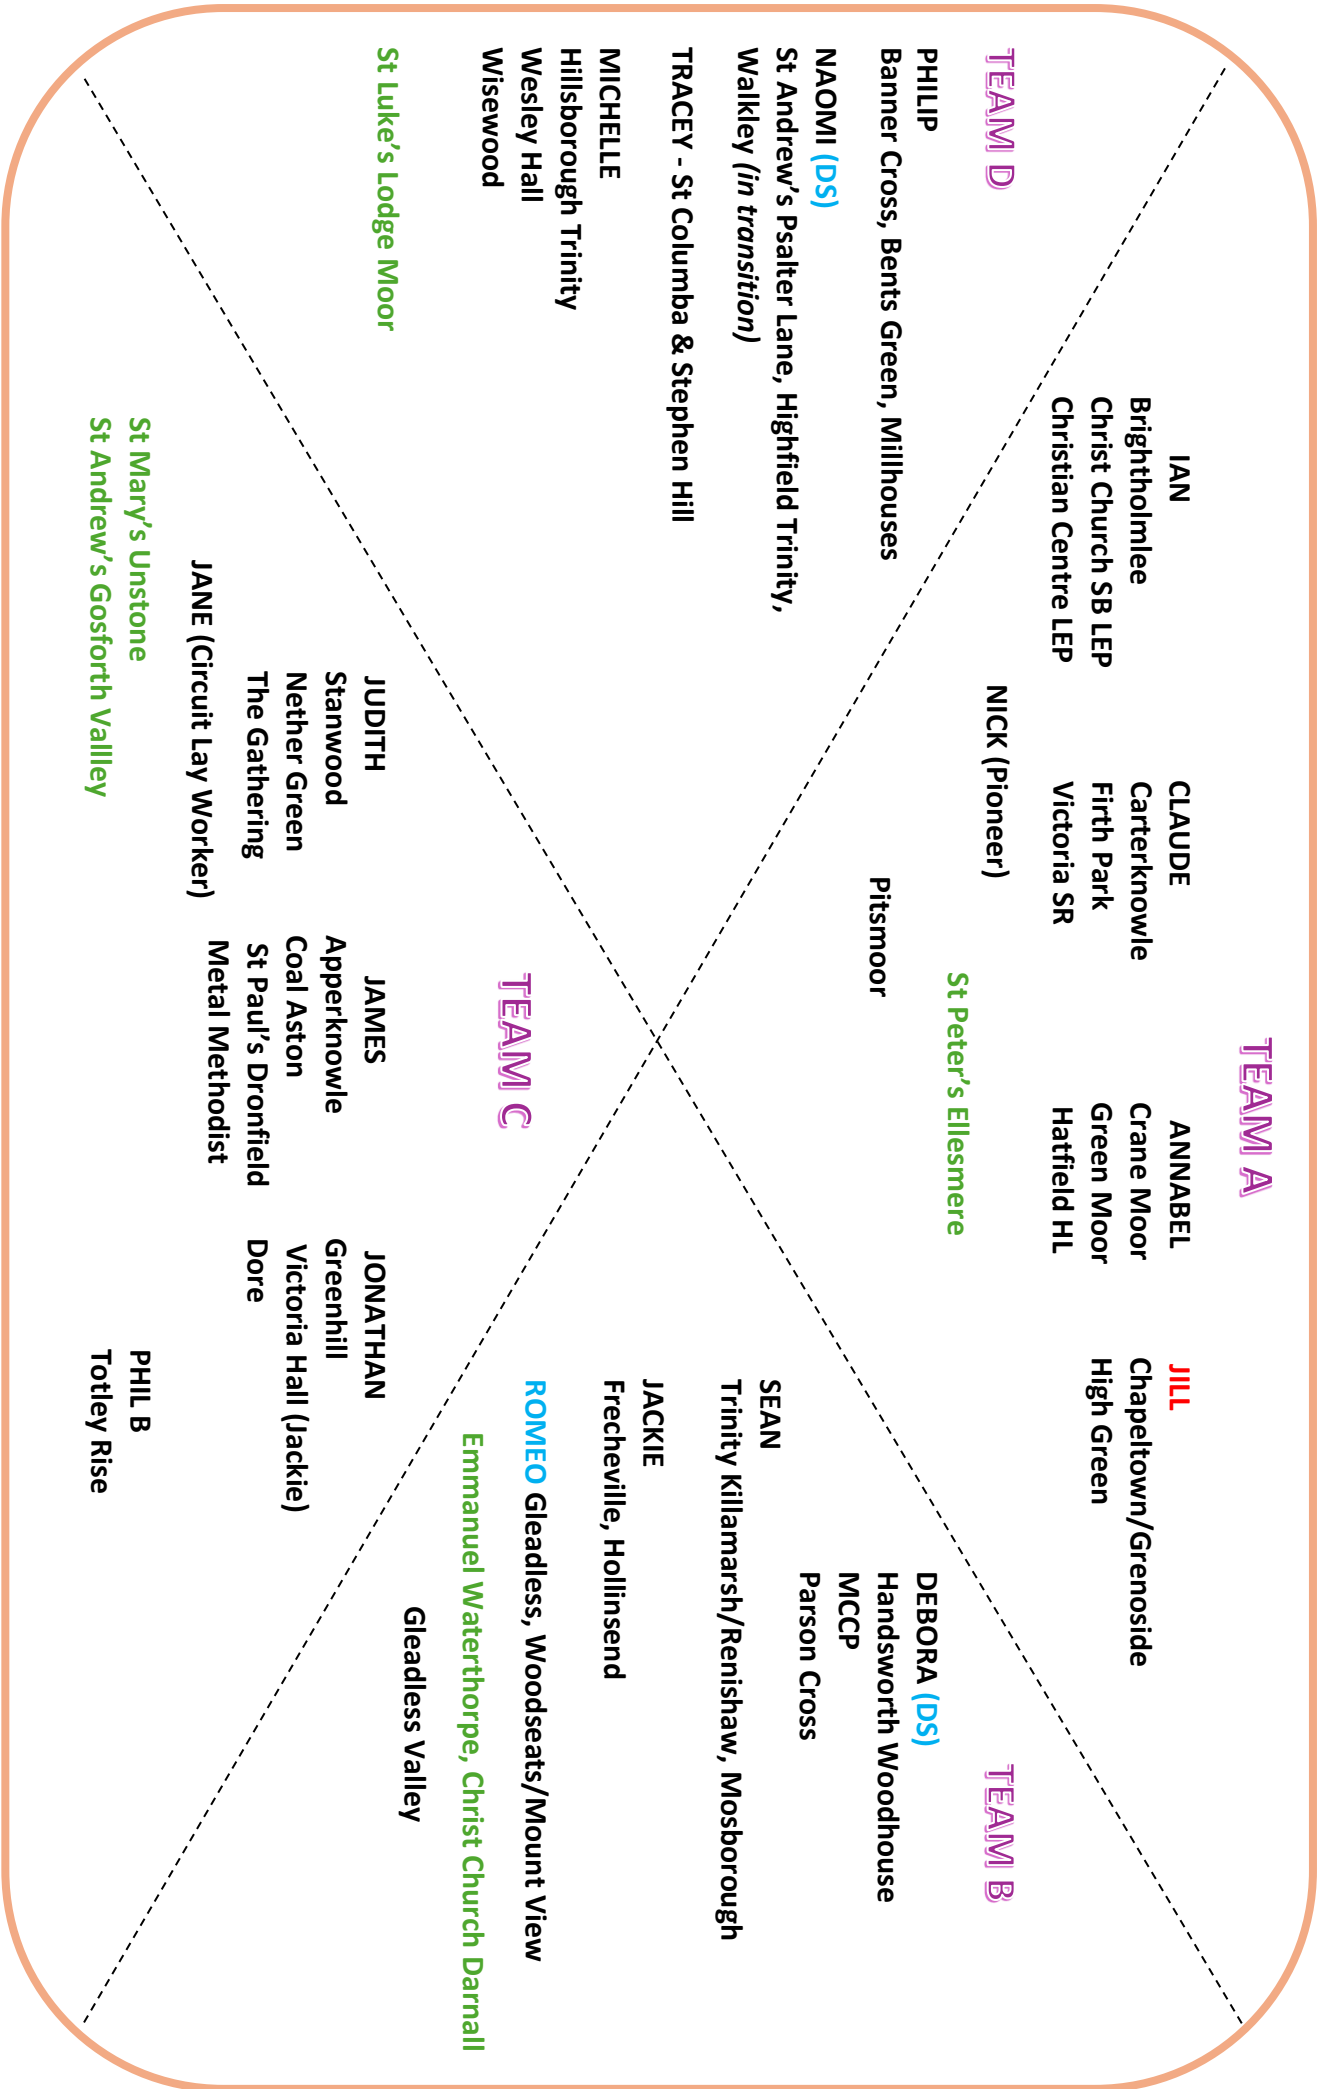 TEAM A
IAN
Brightholmlee
Christ Church SB LEP
Christian Centre LEP
CLAUDE
Carterknowle
Firth Park
Victoria SR
ANNABEL
Crane Moor
Green Moor
Hatfield HL
JILL
Chapeltown/Grenoside
High Green
NICK (Pioneer)
St Peter’s Ellesmere
Pitsmoor
TEAM D
PHILIP
Banner Cross, Bents Green, Millhouses
NAOMI (DS)
St Andrew’s Psalter Lane, Highfield Trinity,
Walkley (in transition)
TRACEY - St Columba & Stephen Hill
MICHELLE
Hillsborough Trinity
Wesley Hall
Wisewood
St Luke’s Lodge Moor
TEAM B
DEBORA (DS)
Handsworth Woodhouse
MCCP
Parson Cross
SEAN
Trinity Killamarsh/Renishaw, Mosborough
JACKIE
Frecheville, Hollinsend
ROMEO Gleadless, Woodseats/Mount View
Emmanuel Waterthorpe, Christ Church Darnall
Gleadless Valley
TEAM C
JUDITH
Stanwood
Nether Green
The Gathering
JAMES
Apperknowle
Coal Aston
St Paul’s Dronfield
Metal Methodist
JONATHAN
Greenhill
Victoria Hall (Jackie)
Dore
JANE (Circuit Lay Worker)
St Mary’s Unstone
St Andrew’s Gosforth Vallley
PHIL B
Totley Rise